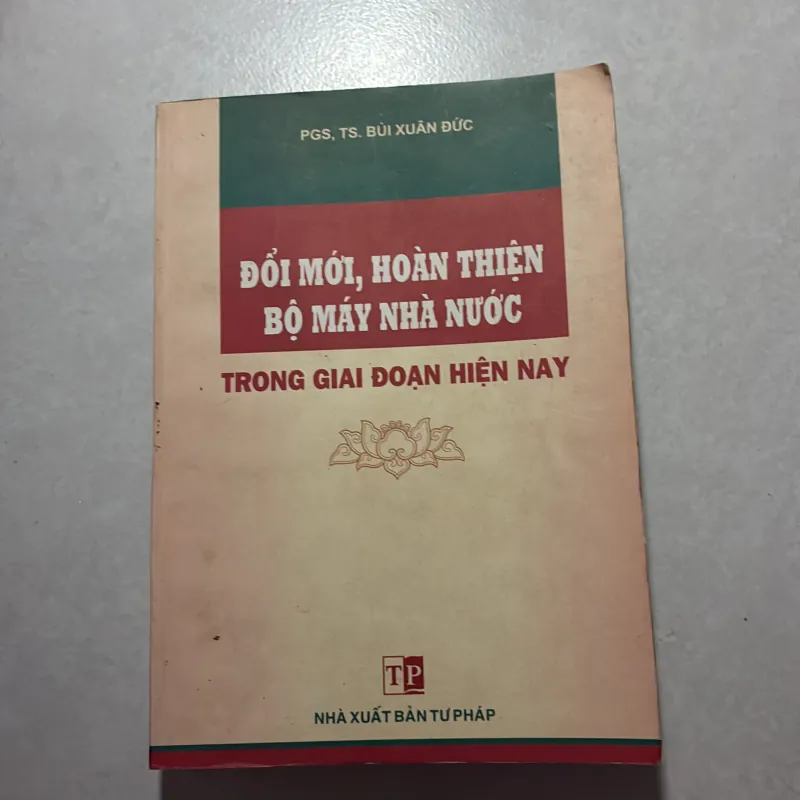 PGS, TS. BÙI XUÂN ĐỨC
ĐỔI MỚI, HOÀN THIỆN
BỘ MÁY NHÀ NƯỚC
TRONG GIAI ĐOẠN HIỆN NAY
TP
NHÀ XUẤT BẢN TƯ PHÁP